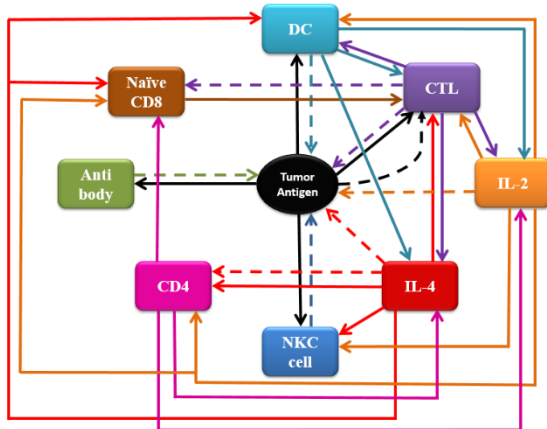 DC
Naïve
CD8
CTL
Anti
body
Tumor
Antigen
IL-2
CD4
IL-4
NKC
cell